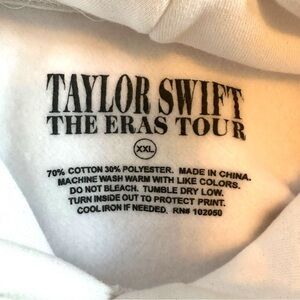 TAYLOR SWIFT
THE ERAS TOUR
XXL
70% COTTON 30% POLYESTER. MADE IN CHINA.
MACHINE WASH WARM WITH LIKE COLORS.
DO NOT BLEACH. TUMBLE DRY LOW.
TURN INSIDE OUT TO PROTECT PRINT.
COOL IRON IF NEEDED. RN# 102050